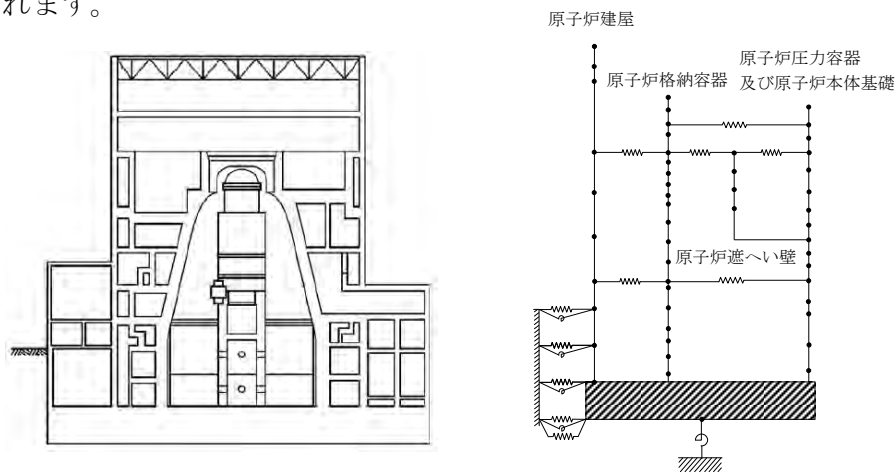 れます。
原子炉建屋
原子炉格納容器
原子炉圧力容器
及び原子炉本体基礎
原子炉遮へい壁